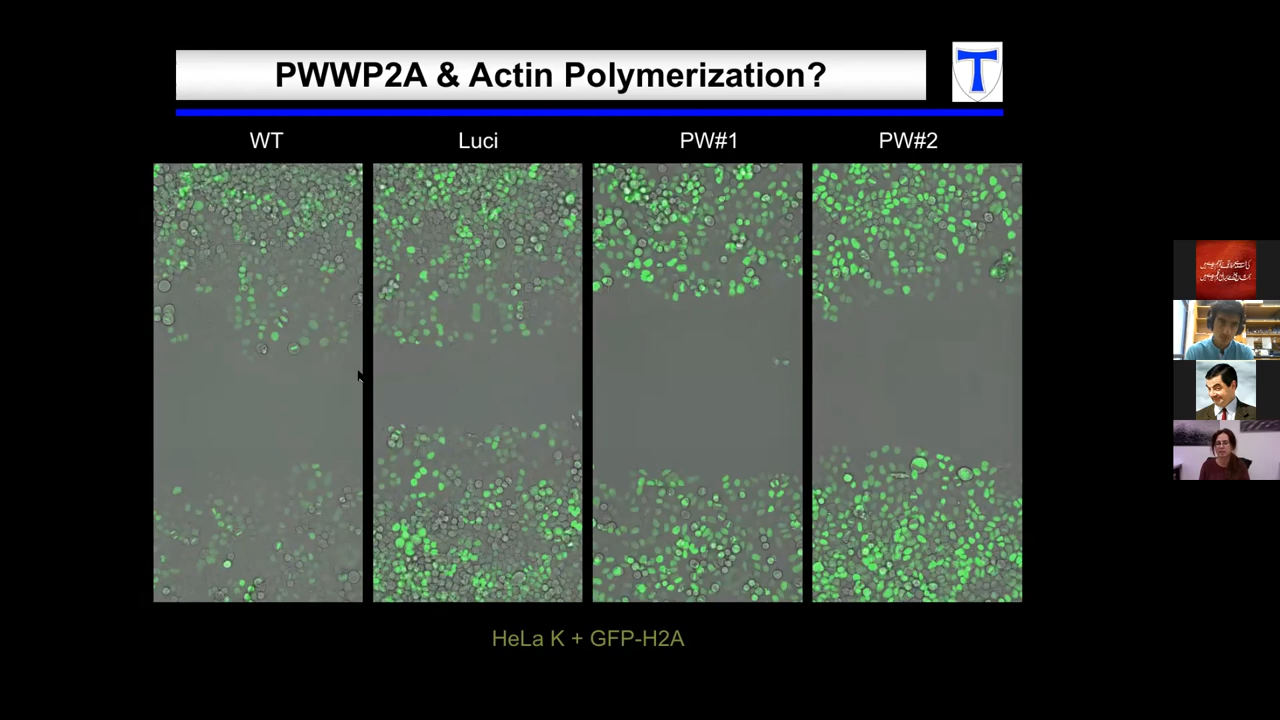 PWWP2A & Actin Polymerization?
T
WT Luci PW#1 PW#2
HeLa K + GFP-H2A